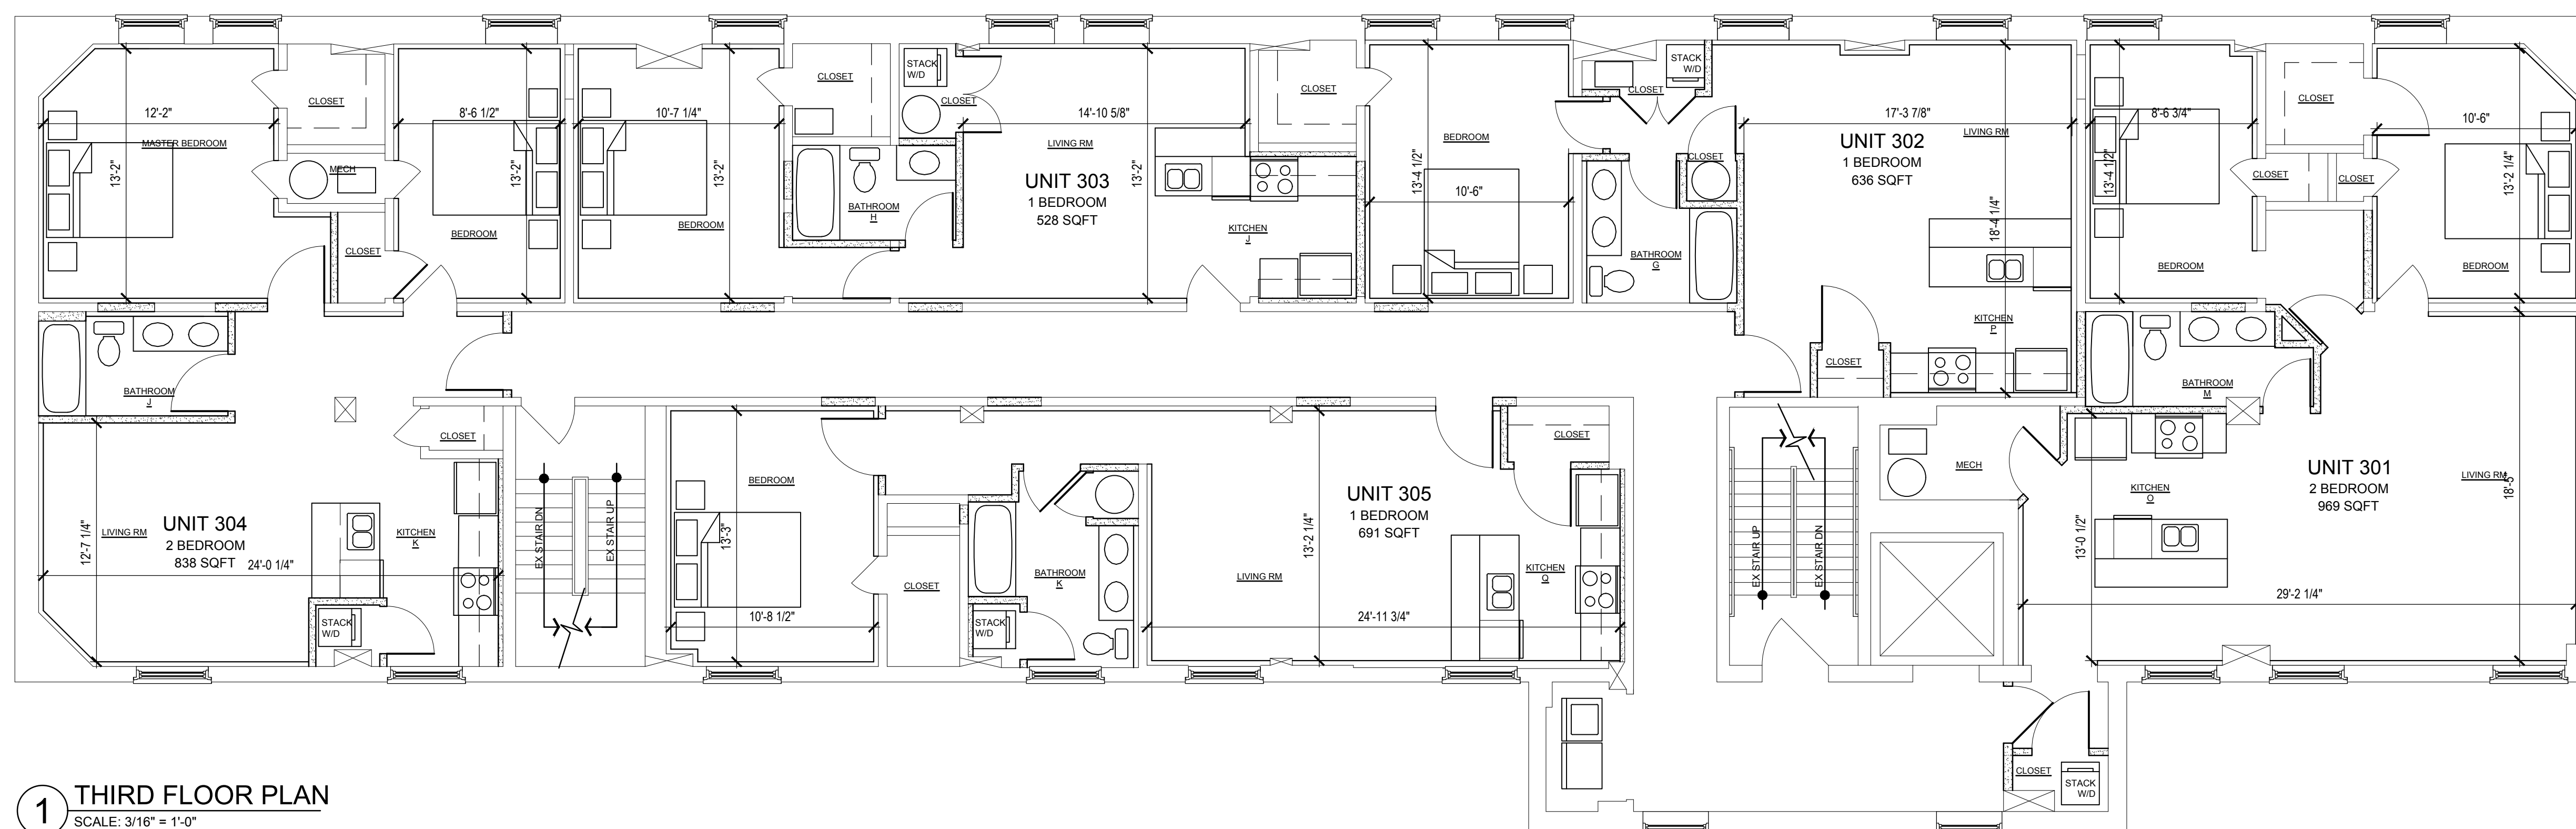 12'-2"
MASTER BEDROOM
13'-2"
CLOSET
MECH
CLOSET
8'-6 1/2"
13'-2"
BEDROOM
10'-7 1/4"
13'-2"
BEDROOM
CLOSET
BATHROOM
H
STACK
W/D
CLOSET
14'-10 5/8"
LIVING RM
13'-2"
UNIT 303
1 BEDROOM
528 SQFT
KITCHEN
J
CLOSET
BEDROOM
13'-4 1/2"
10'-6"
STACK
W/D
CLOSET
CLOSET
BATHROOM
G
17'-3 7/8"
UNIT 302
1 BEDROOM
636 SQFT
LIVING RM
18'-4 1/4"
KITCHEN
P
CLOSET
8'-6 3/4"
13'-4 1/2"
BEDROOM
CLOSET
CLOSET
CLOSET
10'-6"
13'-2 1/4"
BEDROOM
BATHROOM
J
CLOSET
12'-7 1/4"
LIVING RM
UNIT 304
2 BEDROOM
838 SQFT
24'-0 1/4"
KITCHEN
K
STACK
W/D
EX STAIR DN
EX STAIR UP
BEDROOM
13'-3"
10'-8 1/2"
CLOSET
STACK
W/D
BATHROOM
K
LIVING RM
13'-2 1/4"
UNIT 305
1 BEDROOM
691 SQFT
24'-11 3/4"
CLOSET
KITCHEN
Q
EX STAIR UP
EX STAIR DN
MECH
BATHROOM
M
KITCHEN
O
13'-0 1/2"
UNIT 301
2 BEDROOM
969 SQFT
LIVING RM
18'-5"
29'-2 1/4"
CLOSET
STACK
W/D
1
THIRD FLOOR PLAN
SCALE: 3/16" = 1'-0"